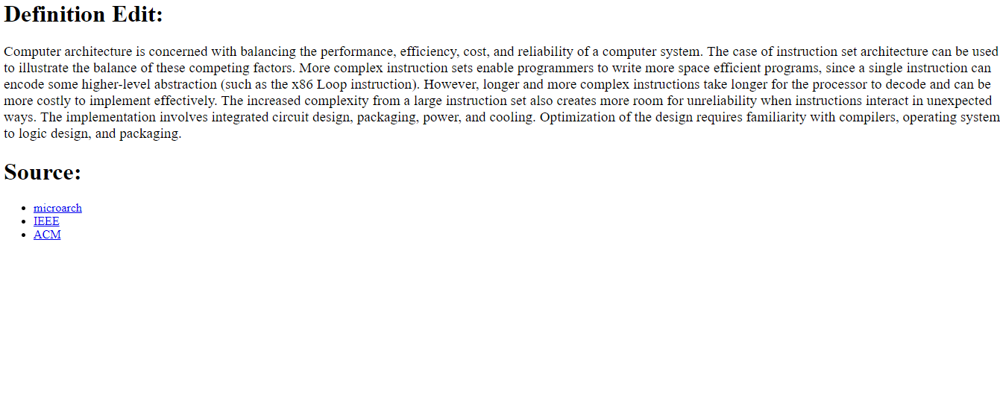 Definition Edit:
Computer architecture is concerned with balancing the performance, efficiency, cost, and reliability of a computer system. The case of instruction set architecture can be used
to illustrate the balance of these competing factors. More complex instruction sets enable programmers to write more space efficient programs, since a single instruction can
encode some higher-level abstraction (such as the x86 Loop instruction). However, longer and more complex instructions take longer for the processor to decode and can be
more costly to implement effectively. The increased complexity from a large instruction set also creates more room for unreliability when instructions interact in unexpected
ways. The implementation involves integrated circuit design, packaging, power, and cooling. Optimization of the design requires familiarity with compilers, operating system
to logic design, and packaging.
Source:
microarch
IEEE
ACM